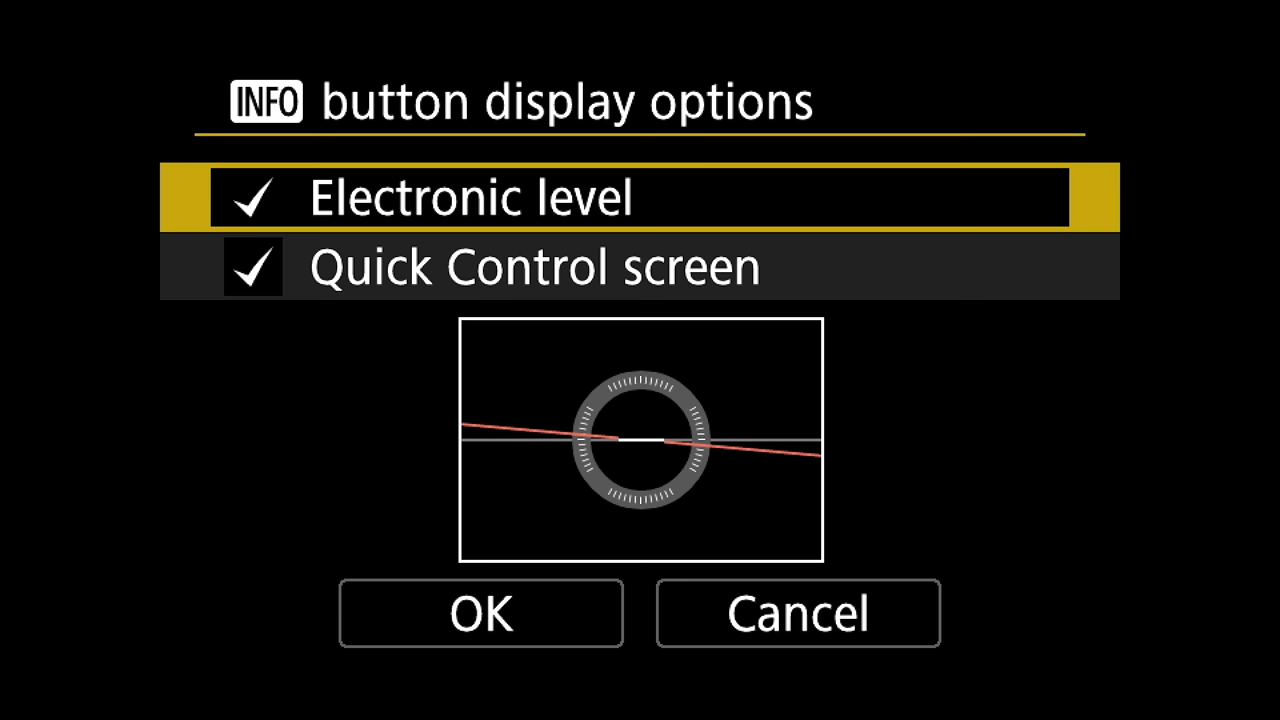 INFO button display options
Electronic level
Quick Control screen
OK
Cancel